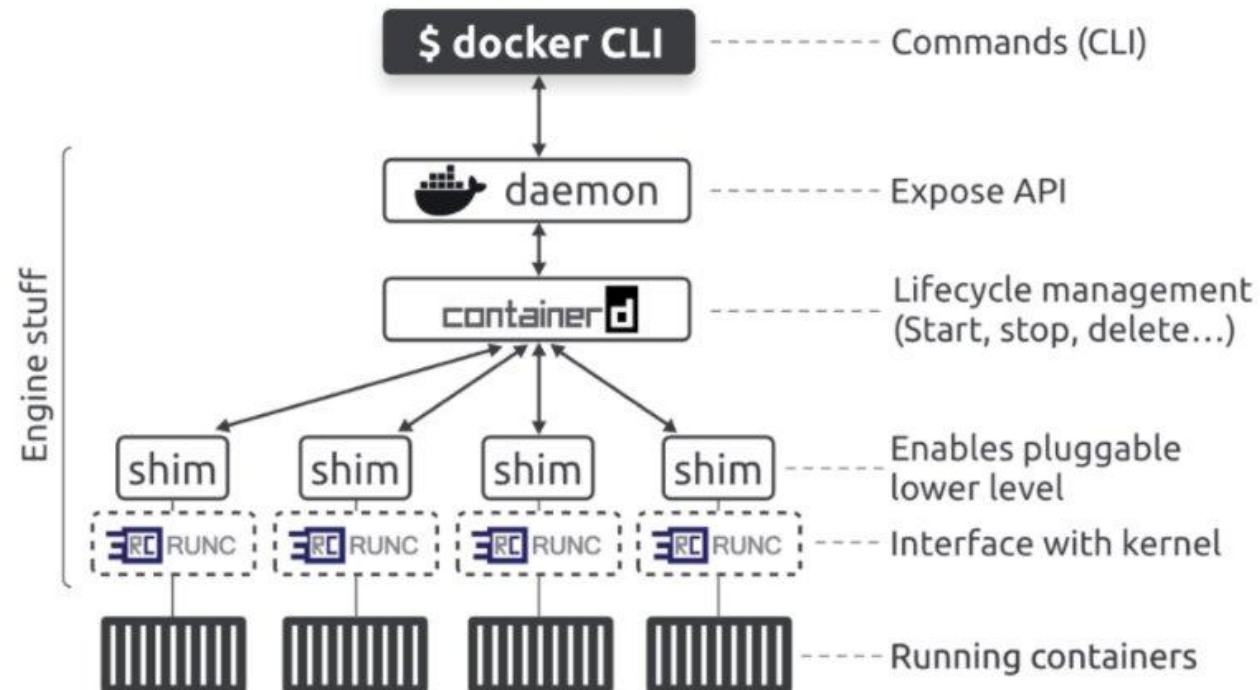 $ docker CLI
Commands (CLI)
daemon
Expose API
containerd
Lifecycle management
(Start, stop, delete...)
Engine stuff
shim
shim
shim
shim
Enables pluggable
lower level
RC RUNC
RC RUNC
RC RUNC
RC RUNC
Interface with kernel
Running containers